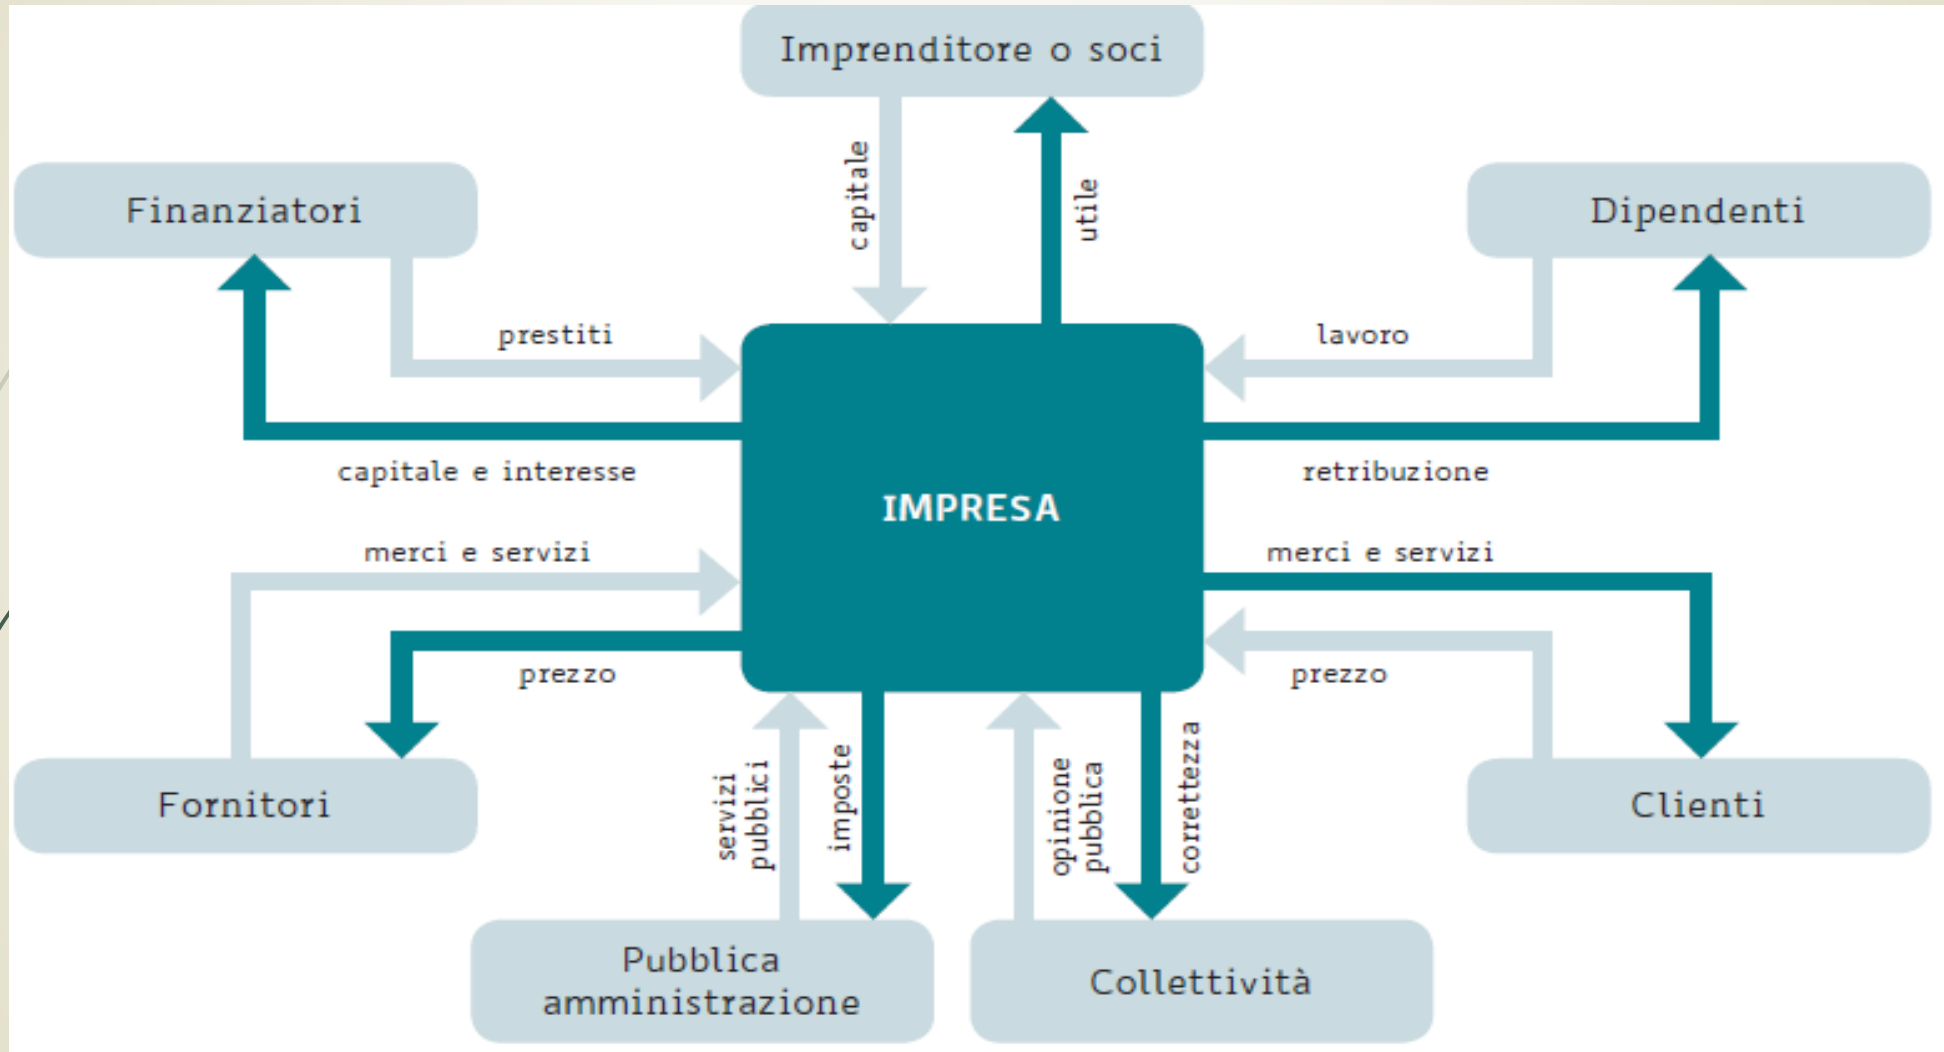 Imprenditore o soci
capitale
utile
Finanziatori
Dipendenti
prestiti
lavoro
capitale e interesse
retribuzione
IMPRESA
merci e servizi
merci e servizi
prezzo
prezzo
servizi
pubblici
imposte
opinione
pubblica
correttezza
Fornitori
Clienti
Pubblica
amministrazione
Collettività